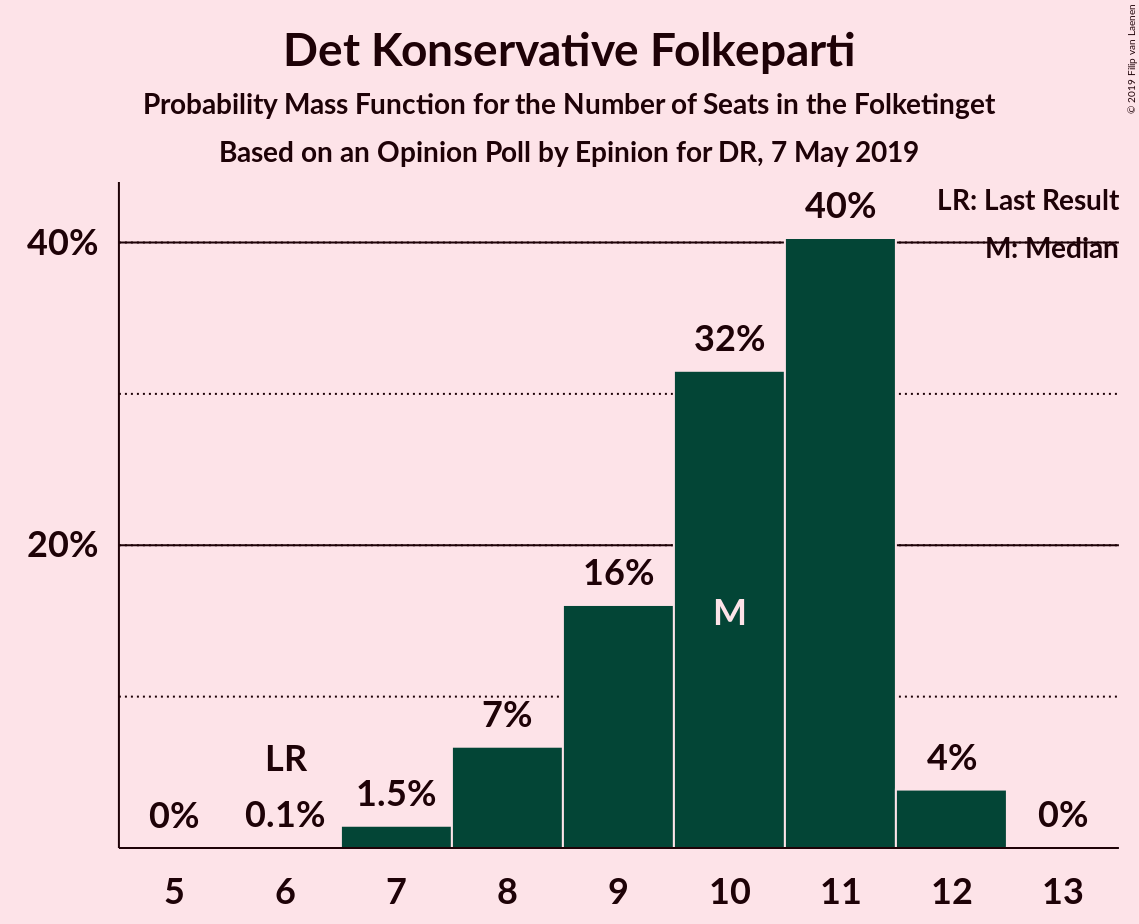 Det Konservative Folkeparti
Probability Mass Function for the Number of Seats in the Folketinget
Based on an Opinion Poll by Epinion for DR, 7 May 2019
© 2019 Filip van Laenen
LR: Last Result
M: Median
40%
20%
0%
LR
0.1%
1.5%
7%
16%
32%
M
40%
4%
0%
5 6 7 8 9 10 11 12 13